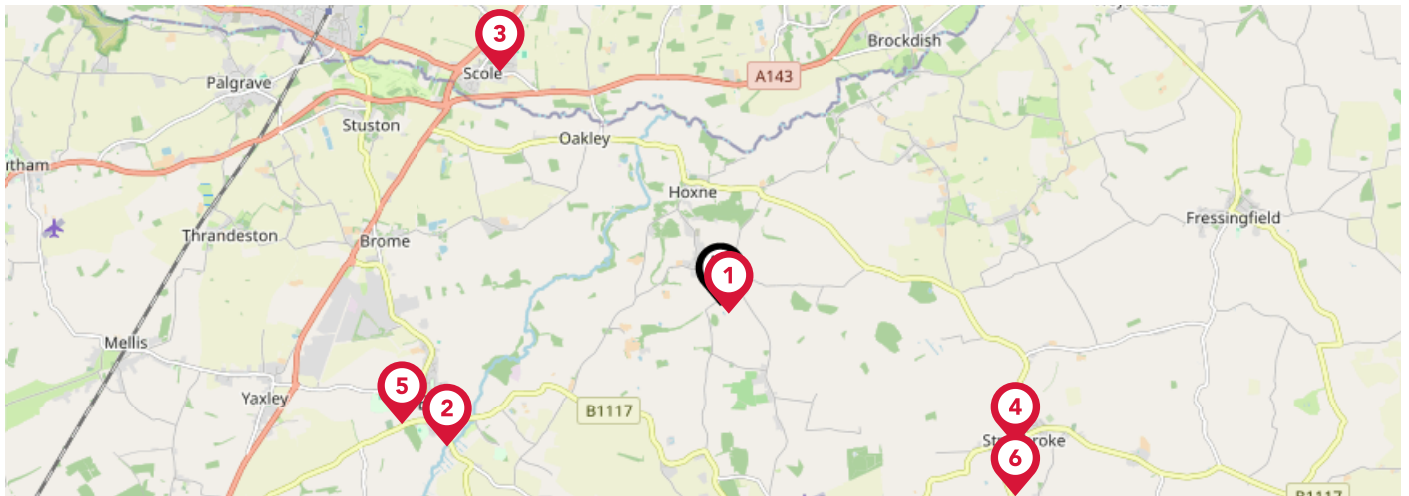 3
Brockdish
Scole
A143
Palgrave
Stuston
Oakley
Hoxne
Fressingfield
Thrandeston
Brome
1
Mellis
5
Yaxley
2
B1117
4
6
B1117